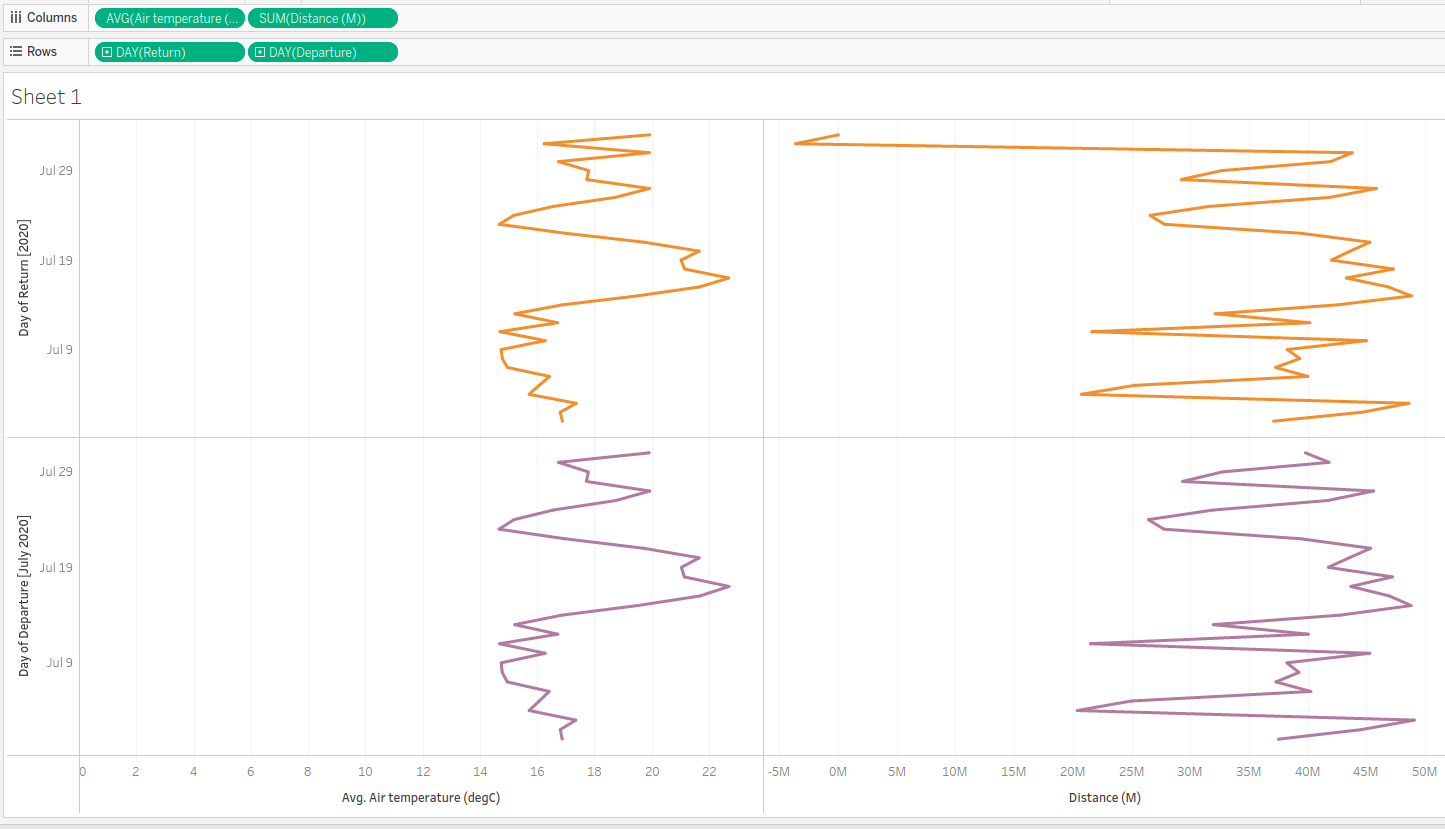 Columns AVG(Air temperature (... SUM(Distance (M))
Rows DAY(Return) DAY(Departure)
Sheet 1
Day of Return [2020]
Jul 29
Jul 19
Jul 9
Day of Departure [July 2020]
Jul 29
Jul 19
Jul 9
0 2 4 6 8 10 12 14 16 18 20 22 -5M 0M 5M 10M 15M 20M 25M 30M 35M 40M 45M 50M
Avg. Air temperature (degC) Distance (M)